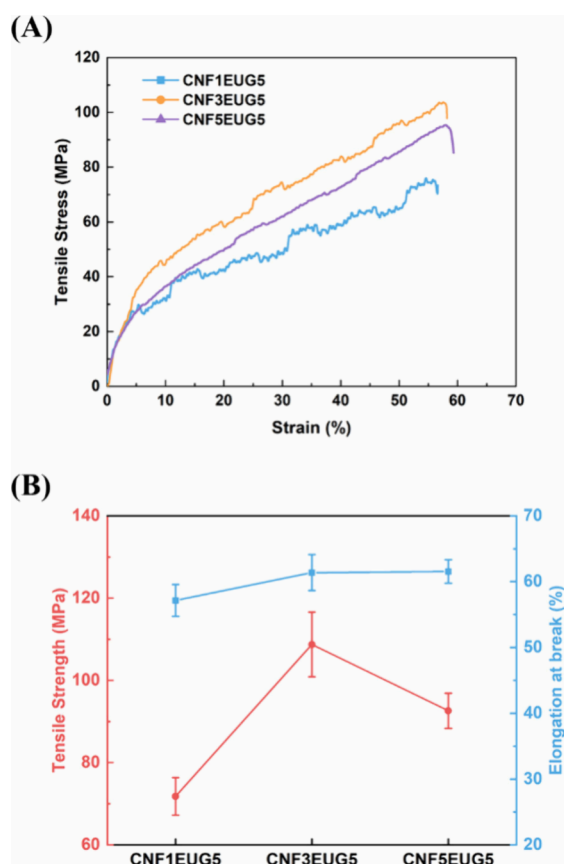 (A)
120
100
80
60
40
20
0
Tensile Stress (MPa)
CNF1EUG5
CNF3EUG5
CNF5EUG5
0 10 20 30 40 50 60 70
Strain (%)
(B)
140
120
100
80
60
Tensile Strength (MPa)
70
60
50
40
30
20
Elongation at break (%)
CNF1EUG5 CNF3EUG5 CNF5EUG5